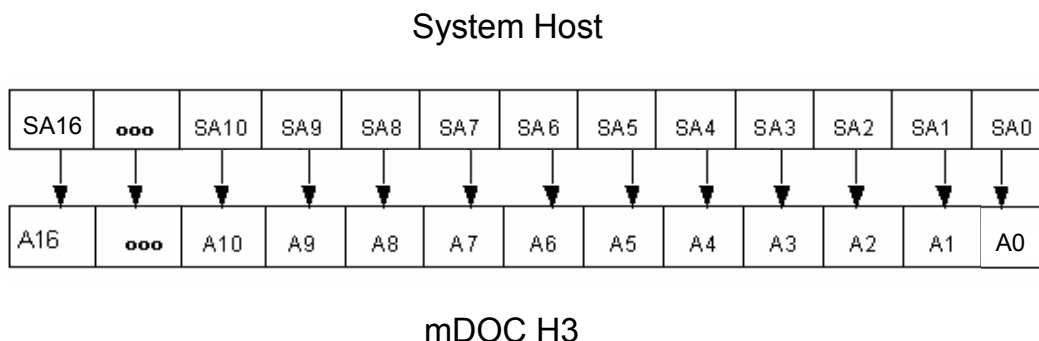 System Host
SA16 ooo SA10 SA9 SA8 SA7 SA6 SA5 SA4 SA3 SA2 SA1 SA0
A16 ooo A10 A9 A8 A7 A6 A5 A4 A3 A2 A1 A0
mDOC H3